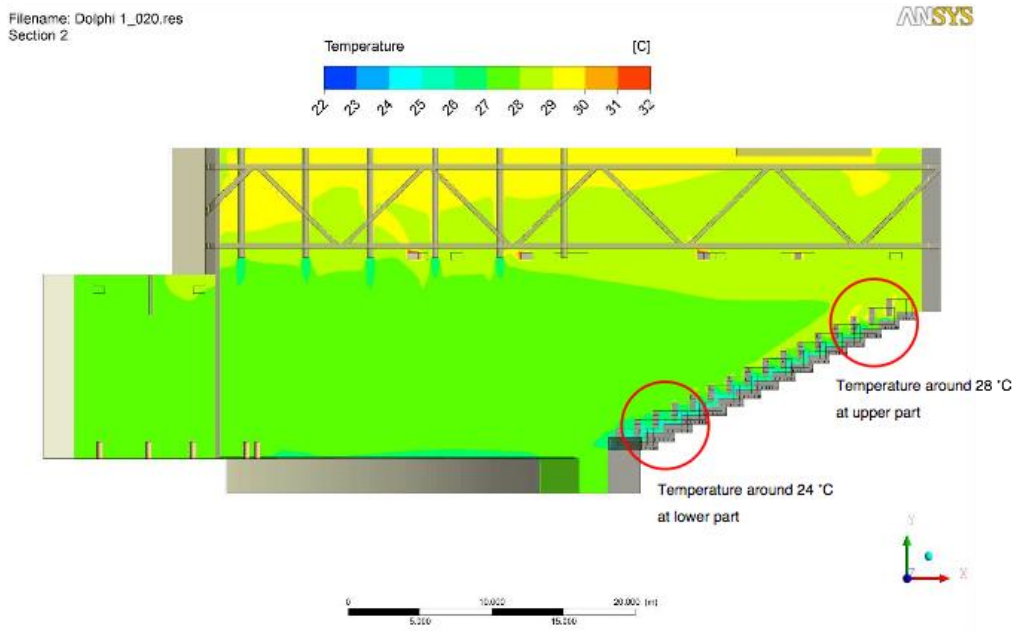 Filename: Dolphi 1_020.res
Section 2
ANSYS
Temperature [C]
22 23 24 25 26 27 28 29 30 31 32
Temperature around 28 ˚C
at upper part
Temperature around 24 ˚C
at lower part
Y
Z X
0 10.000 20.000 (m)
5.000 15.000